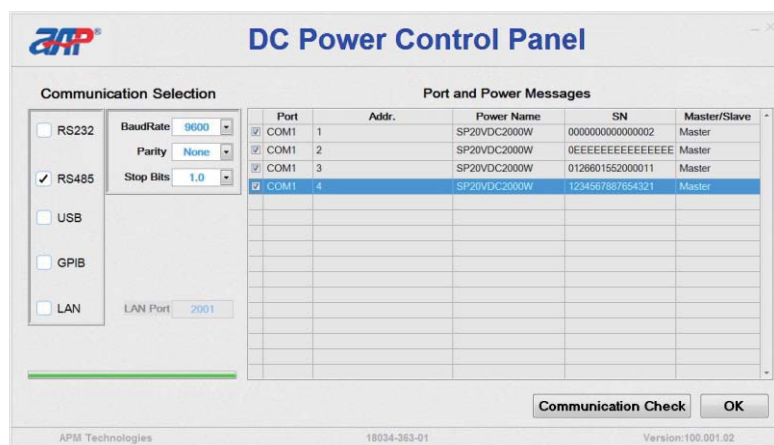 APP®
DC Power Control Panel
Communication Selection
RS232
RS485
USB
GPIB
LAN
BaudRate 9600
Parity None
Stop Bits 1.0
LAN Port 2001
Port and Power Messages
Port Addr. Power Name SN Master/Slave
COM1 1 SP20VDC2000W 0000000000000002 Master
COM1 2 SP20VDC2000W 0EEEEEEEEEEEEEEE Master
COM1 3 SP20VDC2000W 0126601552000011 Master
COM1 4 SP20VDC2000W 1234567887654321 Master
Communication Check OK
APM Technologies 18034-363-01 Version:100.001.02